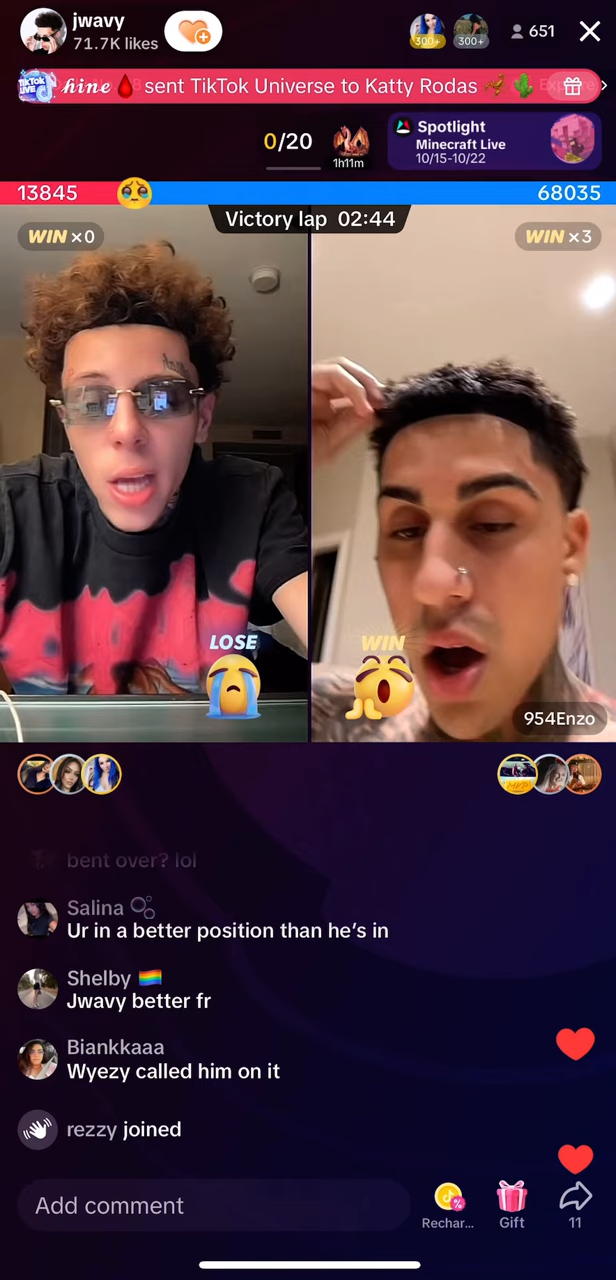 jwavy
71.7K likes
300+
300+
651
TikTok LIVE
hine 🩸 sent TikTok Universe to Katty Rodas 🦂 🌵
0/20
1h11m
Spotlight
Minecraft Live
10/15-10/22
13845
68035
Victory lap 02:44
WIN ×0
WIN ×3
LOSE
WIN
954Enzo
bent over? lol
Salina 🫧
Ur in a better position than he’s in
Shelby 🏳️‍🌈
Jwavy better fr
Biankkaaa
Wyezy called him on it
rezzy joined
Add comment
Rechar...
Gift
11